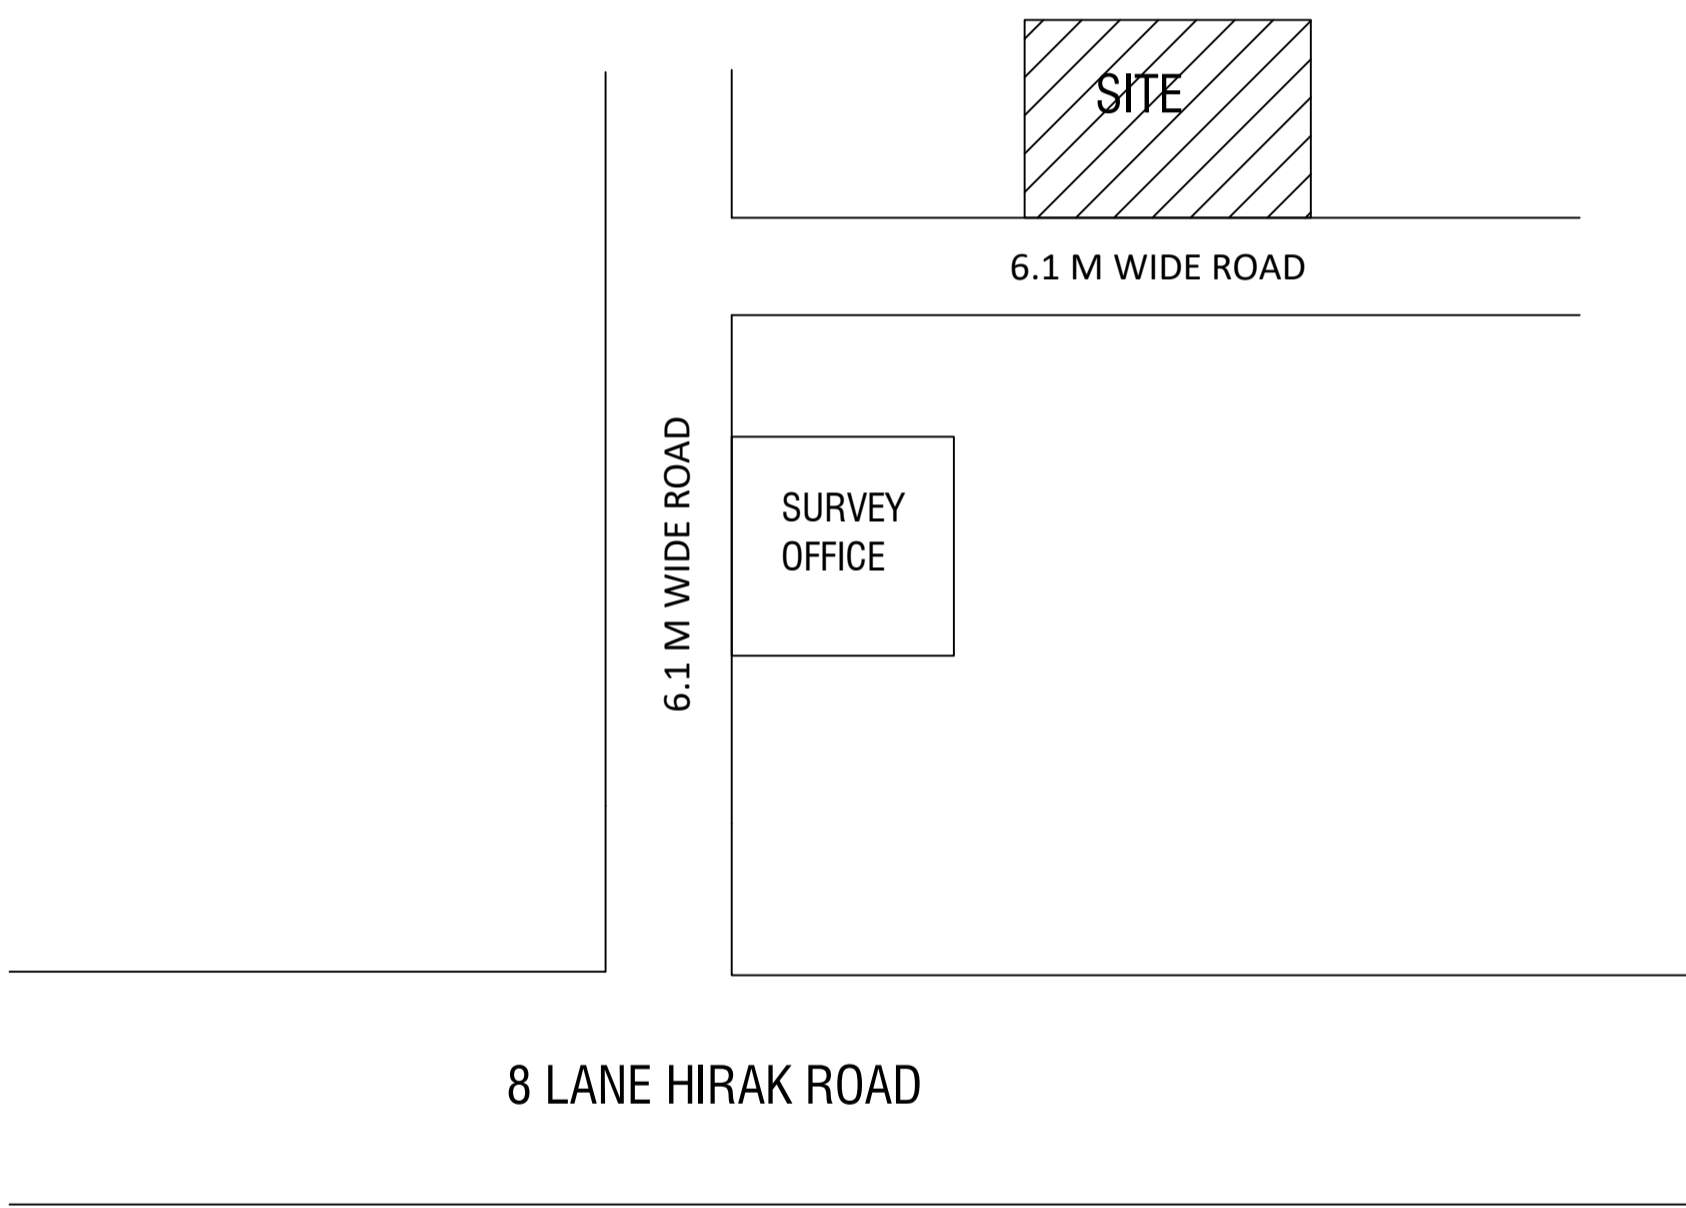 SITE
6.1 M WIDE ROAD
6.1 M WIDE ROAD
SURVEY
OFFICE
8 LANE HIRAK ROAD